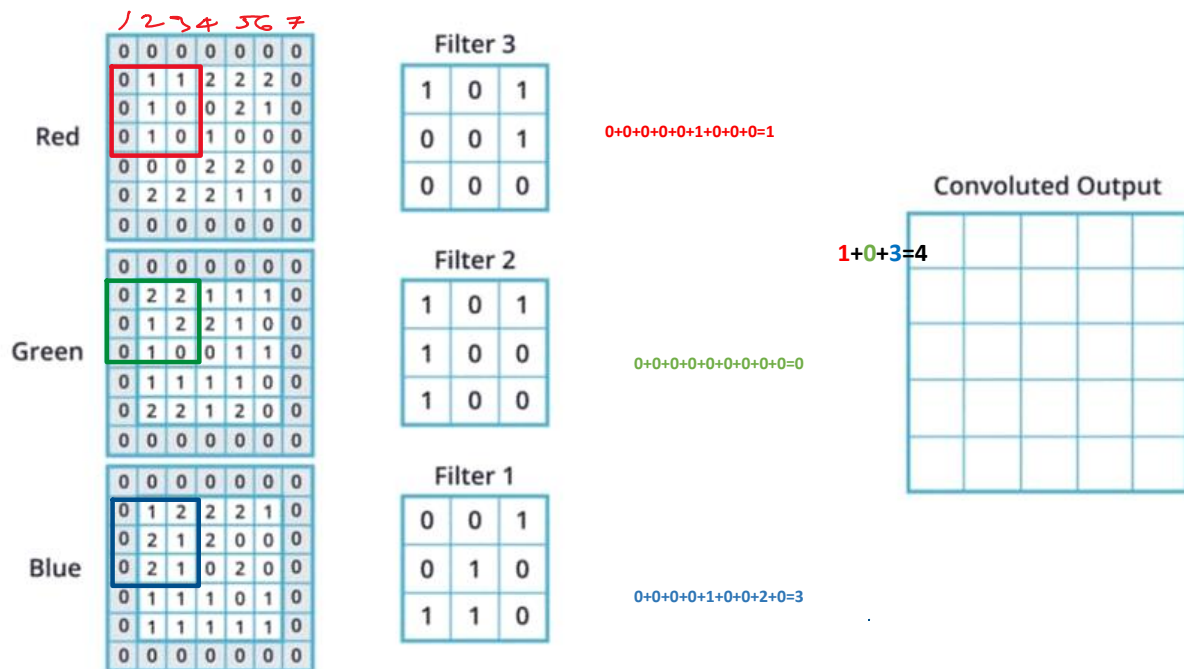 1 2 3 4 5 6 7
Red
0 0 0 0 0 0 0
0 1 1 2 2 2 0
0 1 0 0 2 1 0
0 1 0 1 0 0 0
0 0 0 2 2 0 0
0 2 2 2 1 1 0
0 0 0 0 0 0 0
Filter 3
1 0 1
0 0 1
0 0 0
0+0+0+0+0+1+0+0+0=1
Green
0 0 0 0 0 0 0
0 2 2 1 1 1 0
0 1 2 2 1 0 0
0 1 0 0 1 1 0
0 1 1 1 1 0 0
0 2 2 1 2 0 0
0 0 0 0 0 0 0
Filter 2
1 0 1
1 0 0
1 0 0
0+0+0+0+0+0+0+0+0=0
Blue
0 0 0 0 0 0 0
0 1 2 2 2 1 0
0 2 1 2 0 0 0
0 2 1 0 2 0 0
0 1 1 1 0 1 0
0 1 1 1 1 1 0
0 0 0 0 0 0 0
Filter 1
0 0 1
0 1 0
1 1 0
0+0+0+0+1+0+0+2+0=3
Convoluted Output
1+0+3=4